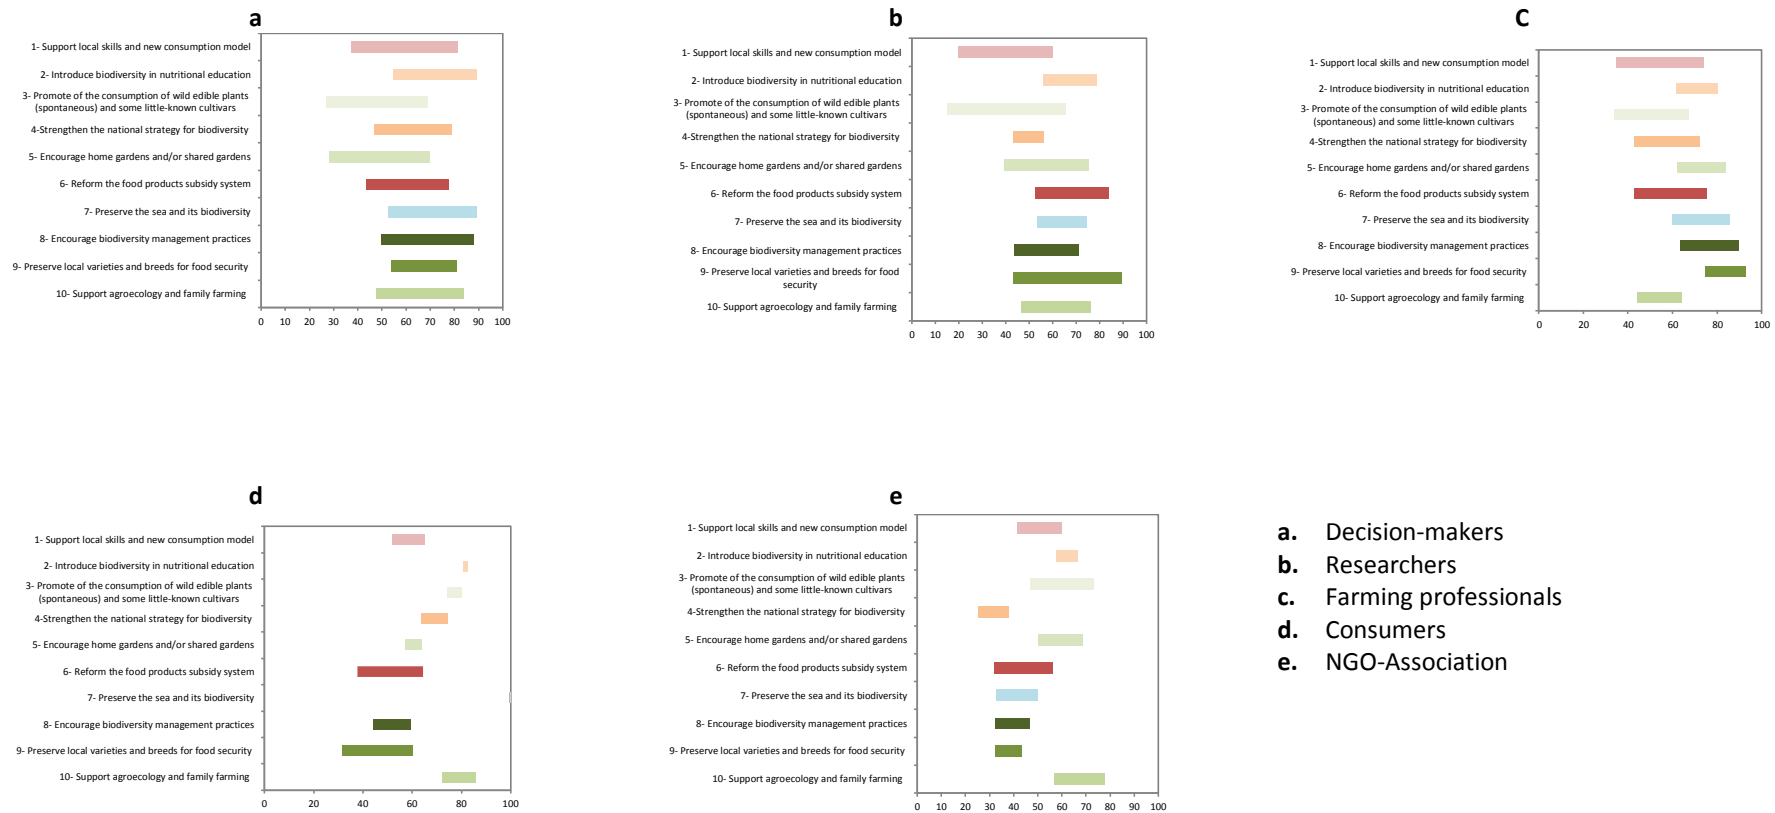 a
1- Support local skills and new consumption model
2- Introduce biodiversity in nutritional education
3- Promote of the consumption of wild edible plants
(spontaneous) and some little-known cultivars
4-Strengthen the national strategy for biodiversity
5- Encourage home gardens and/or shared gardens
6- Reform the food products subsidy system
7- Preserve the sea and its biodiversity
8- Encourage biodiversity management practices
9- Preserve local varieties and breeds for food security
10- Support agroecology and family farming
0 10 20 30 40 50 60 70 80 90 100
b
1- Support local skills and new consumption model
2- Introduce biodiversity in nutritional education
3- Promote of the consumption of wild edible plants
(spontaneous) and some little-known cultivars
4-Strengthen the national strategy for biodiversity
5- Encourage home gardens and/or shared gardens
6- Reform the food products subsidy system
7- Preserve the sea and its biodiversity
8- Encourage biodiversity management practices
9- Preserve local varieties and breeds for food
security
10- Support agroecology and family farming
0 10 20 30 40 50 60 70 80 90 100
C
1- Support local skills and new consumption model
2- Introduce biodiversity in nutritional education
3- Promote of the consumption of wild edible plants
(spontaneous) and some little-known cultivars
4-Strengthen the national strategy for biodiversity
5- Encourage home gardens and/or shared gardens
6- Reform the food products subsidy system
7- Preserve the sea and its biodiversity
8- Encourage biodiversity management practices
9- Preserve local varieties and breeds for food security
10- Support agroecology and family farming
0 20 40 60 80 100
d
1- Support local skills and new consumption model
2- Introduce biodiversity in nutritional education
3- Promote of the consumption of wild edible plants
(spontaneous) and some little-known cultivars
4-Strengthen the national strategy for biodiversity
5- Encourage home gardens and/or shared gardens
6- Reform the food products subsidy system
7- Preserve the sea and its biodiversity
8- Encourage biodiversity management practices
9- Preserve local varieties and breeds for food security
10- Support agroecology and family farming
0 20 40 60 80 100
e
1- Support local skills and new consumption model
2- Introduce biodiversity in nutritional education
3- Promote of the consumption of wild edible plants
(spontaneous) and some little-known cultivars
4-Strengthen the national strategy for biodiversity
5- Encourage home gardens and/or shared gardens
6- Reform the food products subsidy system
7- Preserve the sea and its biodiversity
8- Encourage biodiversity management practices
9- Preserve local varieties and breeds for food security
10- Support agroecology and family farming
0 10 20 30 40 50 60 70 80 90 100
a. Decision-makers
b. Researchers
c. Farming professionals
d. Consumers
e. NGO-Association